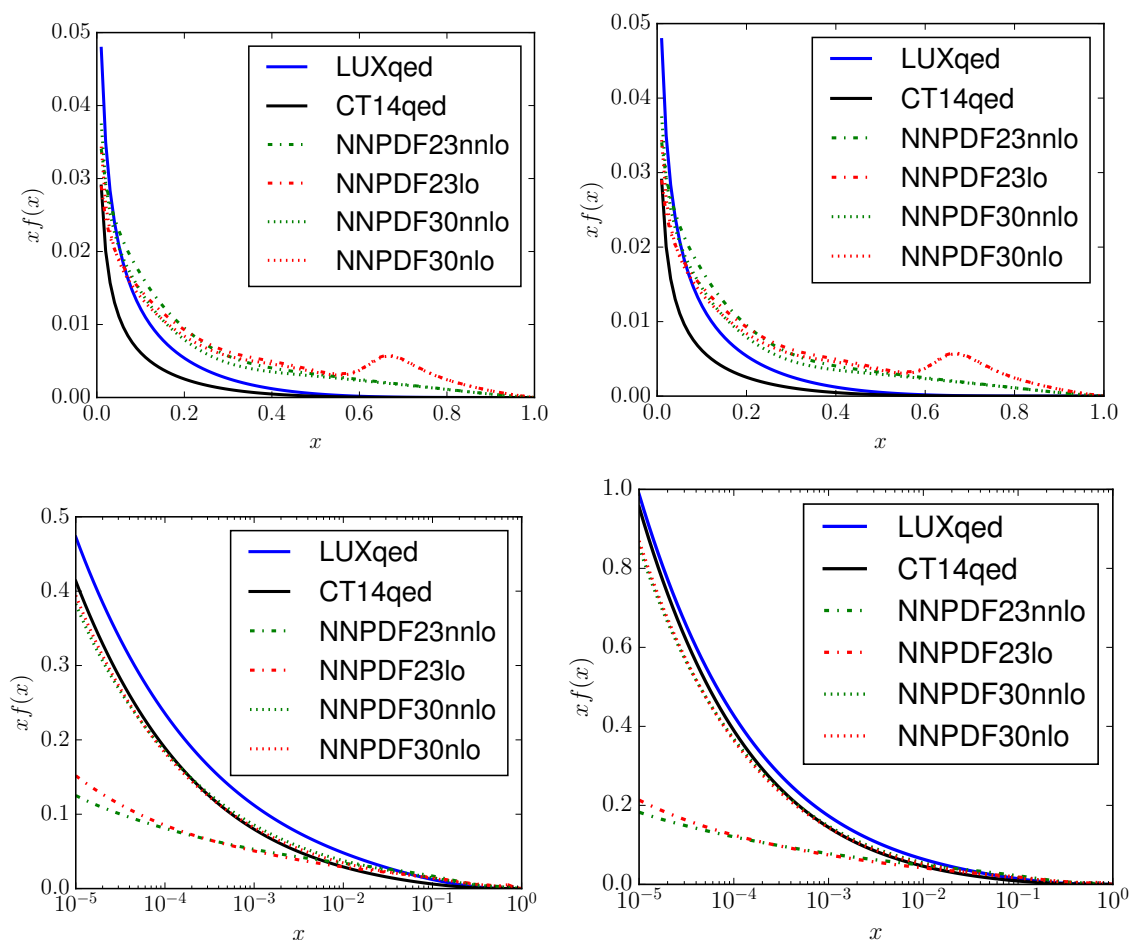 0.05
0.04
0.03
0.02
0.01
0.00
xf(x)
0.0 0.2 0.4 0.6 0.8 1.0
x
LUXqed
CT14qed
NNPDF23nnlo
NNPDF23lo
NNPDF30nnlo
NNPDF30nlo
0.05
0.04
0.03
0.02
0.01
0.00
xf(x)
0.0 0.2 0.4 0.6 0.8 1.0
x
LUXqed
CT14qed
NNPDF23nnlo
NNPDF23lo
NNPDF30nnlo
NNPDF30nlo
0.5
0.4
0.3
0.2
0.1
0.0
xf(x)
10⁻⁵ 10⁻⁴ 10⁻³ 10⁻² 10⁻¹ 10⁰
x
LUXqed
CT14qed
NNPDF23nnlo
NNPDF23lo
NNPDF30nnlo
NNPDF30nlo
1.0
0.8
0.6
0.4
0.2
0.0
xf(x)
10⁻⁵ 10⁻⁴ 10⁻³ 10⁻² 10⁻¹ 10⁰
x
LUXqed
CT14qed
NNPDF23nnlo
NNPDF23lo
NNPDF30nnlo
NNPDF30nlo